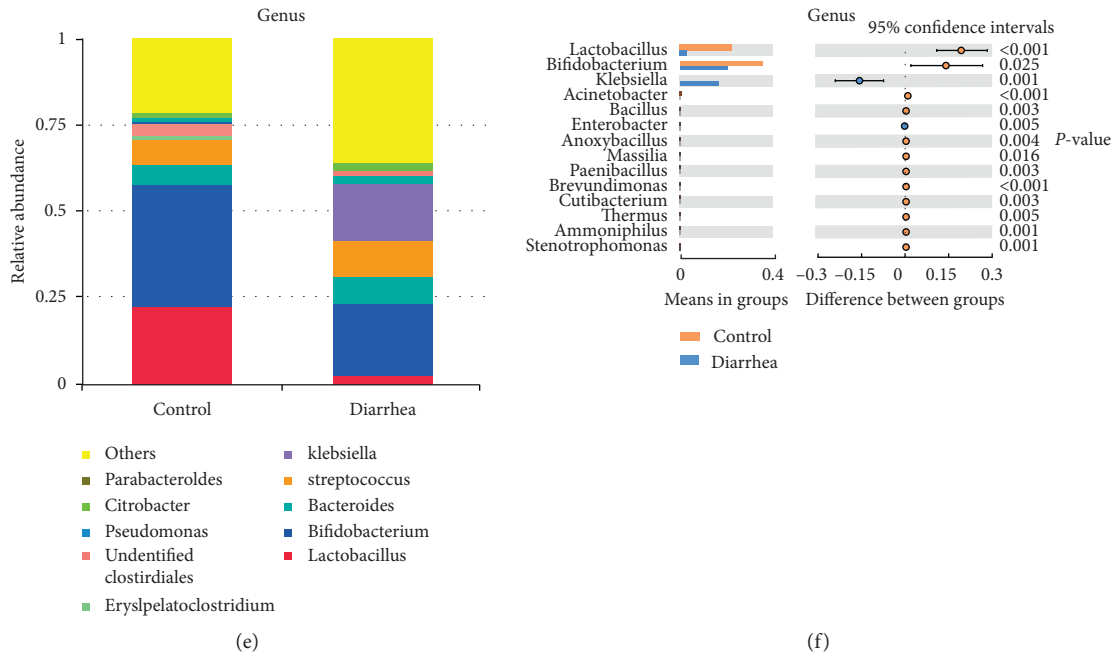 Genus
1
0.75
0.5
0.25
0
Relative abundance
Control
Diarrhea
Others
Parabacteroldes
Citrobacter
Pseudomonas
Undentified
clostirdiales
Eryslpelatoclostridium
klebsiella
streptococcus
Bacteroides
Bifidobacterium
Lactobacillus
(e)
Genus
95% confidence intervals
Lactobacillus
<0.001
Bifidobacterium
0.025
Klebsiella
0.001
Acinetobacter
<0.001
Bacillus
0.003
Enterobacter
0.005
Anoxybacillus
0.004
Massilia
0.016
Paenibacillus
0.003
Brevundimonas
<0.001
Cutibacterium
0.003
Thermus
0.005
Ammoniphilus
0.001
Stenotrophomonas
0.001
P-value
0
0.4
−0.3
−0.15
0
0.15
0.3
Means in groups
Difference between groups
Control
Diarrhea
(f)